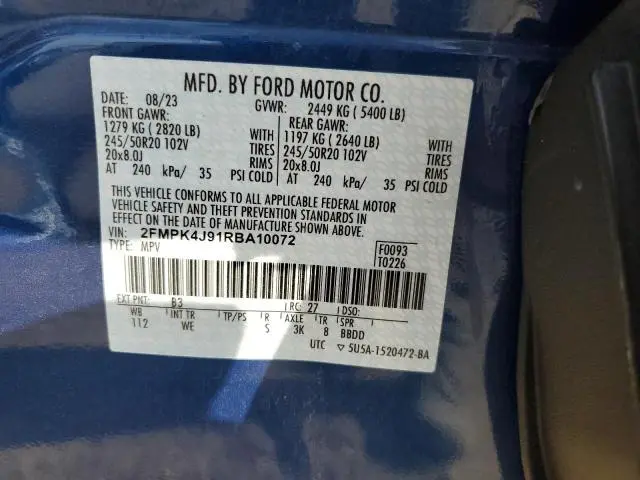 MFD. BY FORD MOTOR CO.
DATE: 08/23 GVWR: 2449 KG ( 5400 LB)
FRONT GAWR: REAR GAWR:
1279 KG ( 2820 LB) WITH 1197 KG ( 2640 LB) WITH
245/50R20 102V TIRES 245/50R20 102V TIRES
20x8.0J RIMS 20x8.0J RIMS
AT 240 kPa/ 35 PSI COLD AT 240 kPa/ 35 PSI COLD
THIS VEHICLE CONFORMS TO ALL APPLICABLE FEDERAL MOTOR
VEHICLE SAFETY AND THEFT PREVENTION STANDARDS IN
EFFECT ON THE DATE OF MANUFACTURE SHOWN ABOVE.
VIN: 2FMPK4J91RBA10072
TYPE: MPV
F0093
T0226
EXT PNT: B3 RC: 27 DSO:
WB INT TR TP/PS R AXLE TR SPR
112 WE S 3K 8 BBDD
UTC ▽ 5U5A-1520472-BA